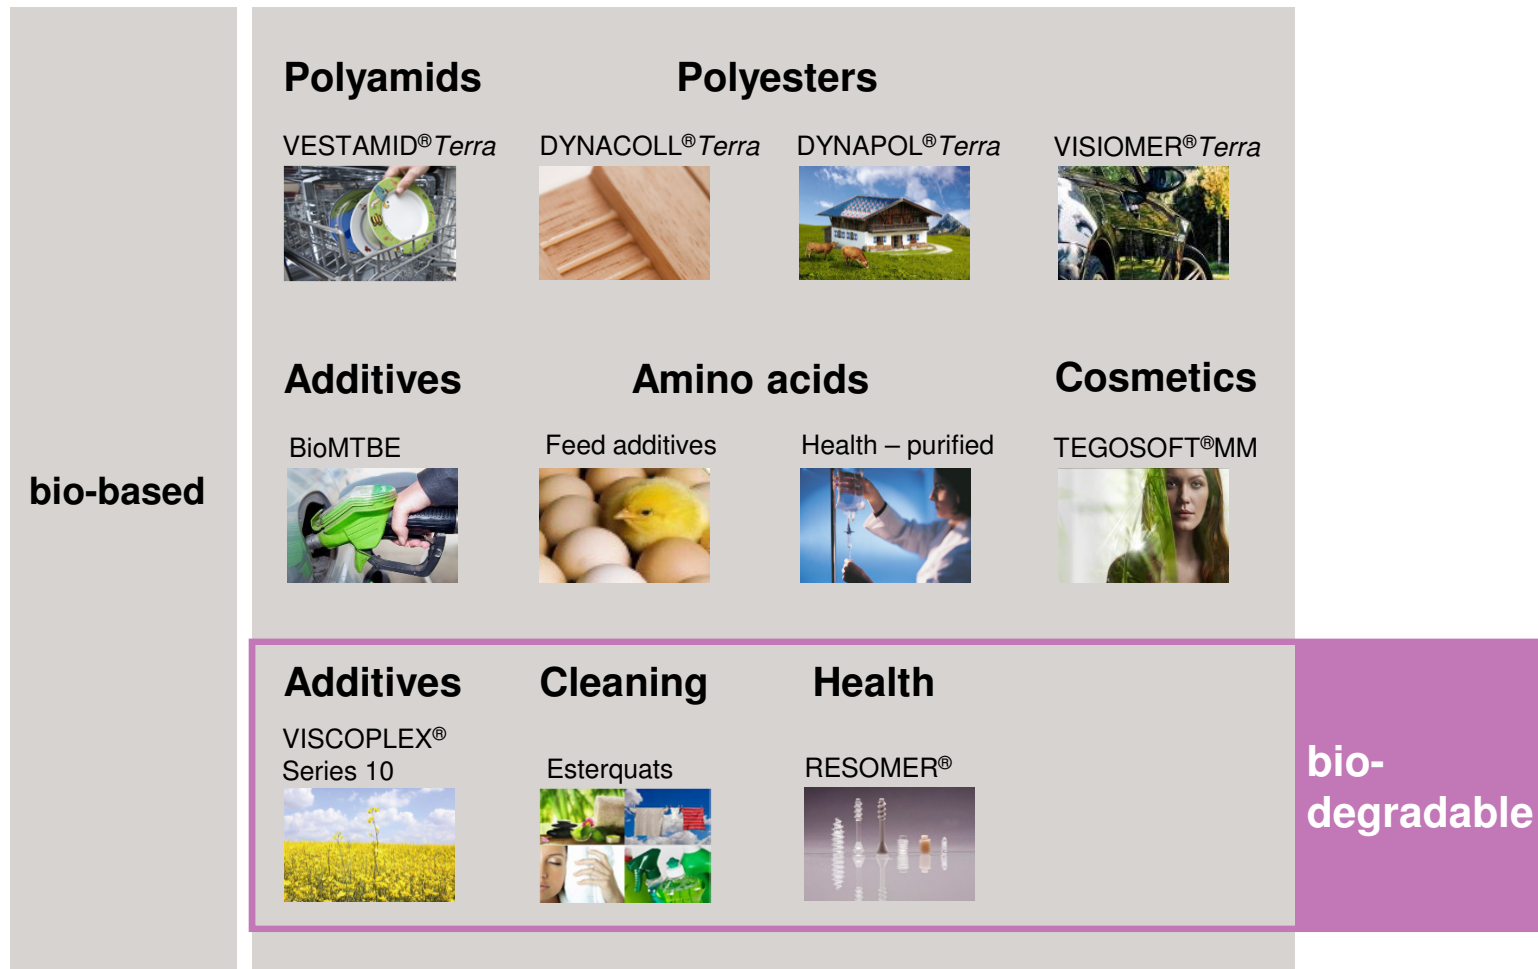 Polyamids
Polyesters
VESTAMID®Terra
DYNACOLL®Terra
DYNAPOL®Terra
VISIOMER®Terra
Additives
Amino acids
Cosmetics
BioMTBE
Feed additives
Health – purified
TEGOSOFT®MM
bio-based
Additives
Cleaning
Health
VISCOPLEX®
Series 10
Esterquats
RESOMER®
bio-
degradable